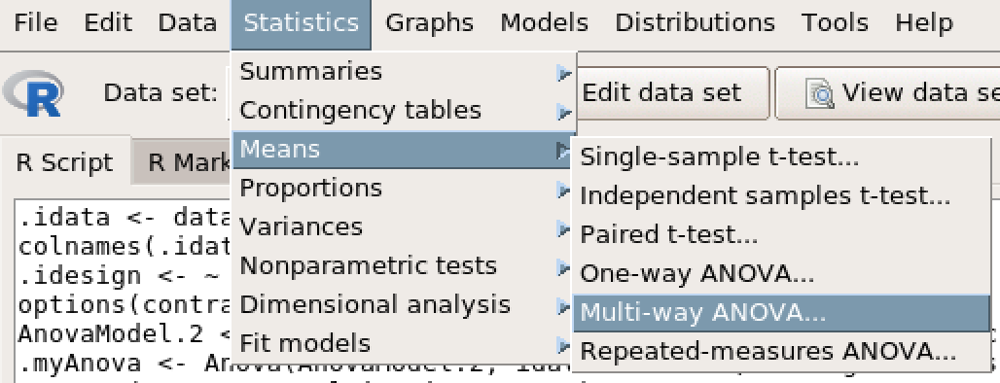 File Edit Data Statistics Graphs Models Distributions Tools Help
R Data set: Edit data set View data se
R Script R Mark
Summaries
Contingency tables
Means
Proportions
Variances
Nonparametric tests
Dimensional analysis
Fit models
Single-sample t-test...
Independent samples t-test...
Paired t-test...
One-way ANOVA...
Multi-way ANOVA...
Repeated-measures ANOVA...
.idata <- data
colnames(.idat
.idesign <- ~
options(contra
AnovaModel.2 <
.myAnova <- Anova(AnovaModel.2, ida